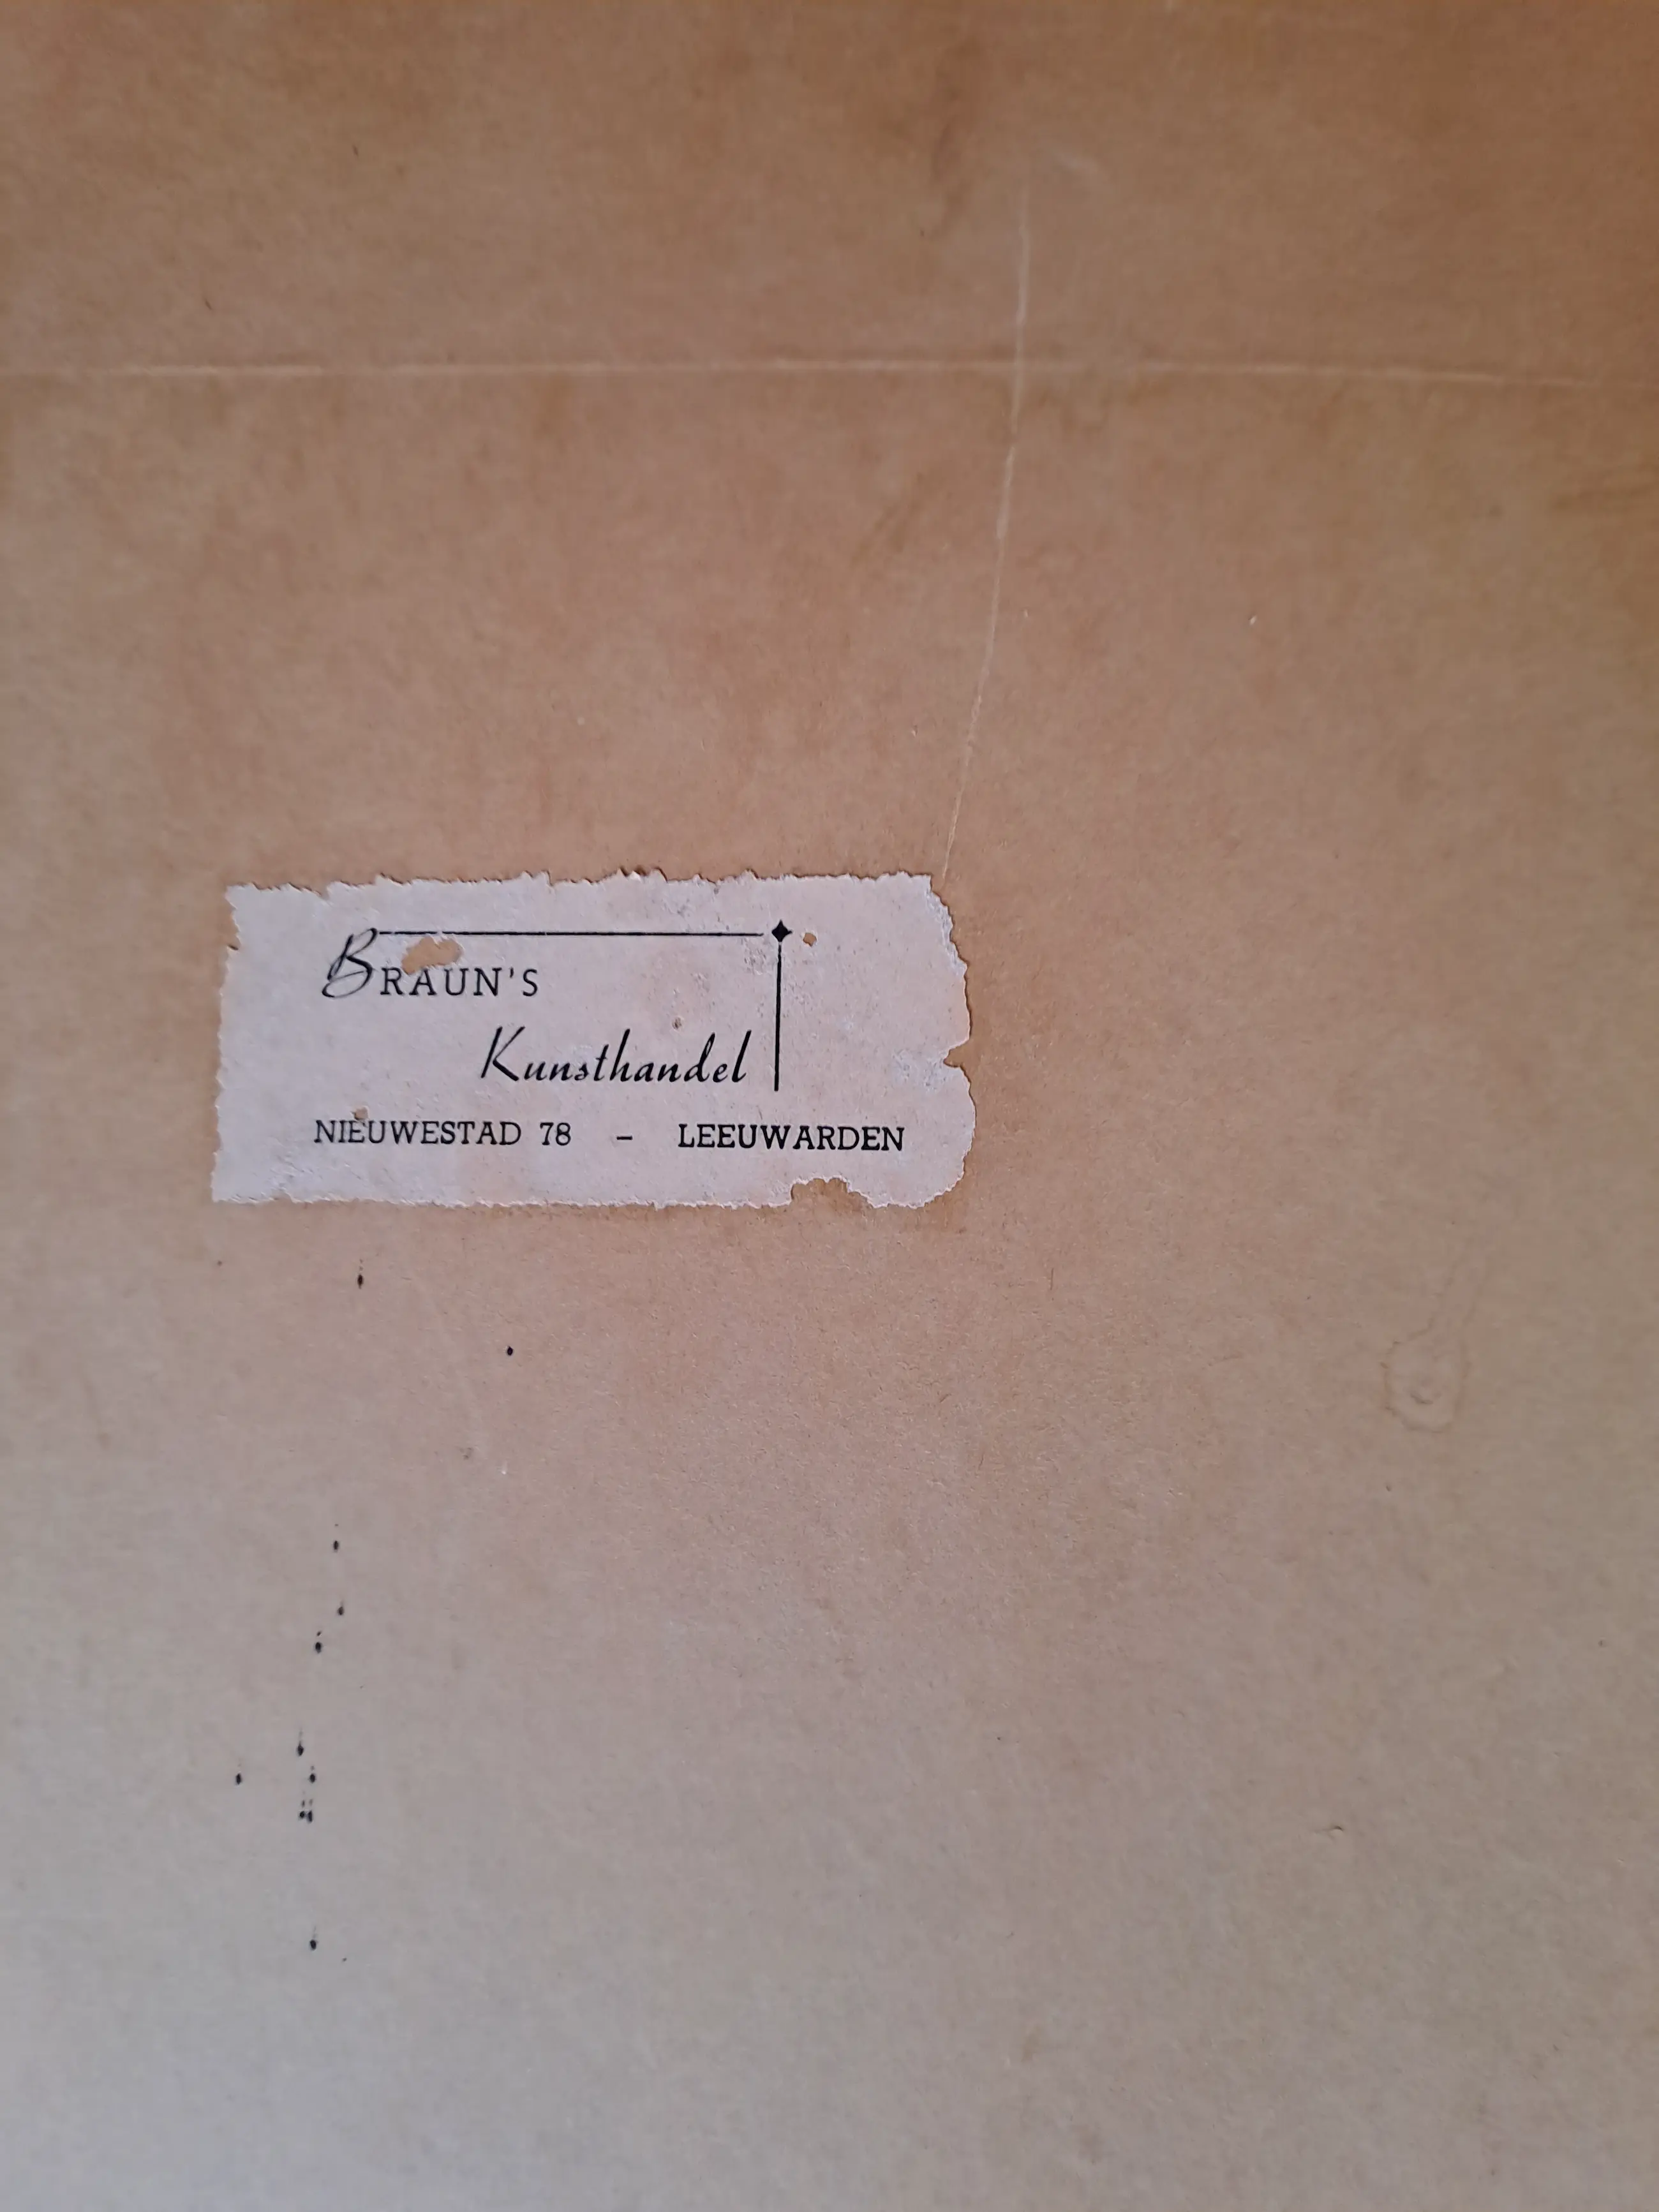 BRAUN'S
Kunsthandel
NIEUWESTAD 78 – LEEUWARDEN